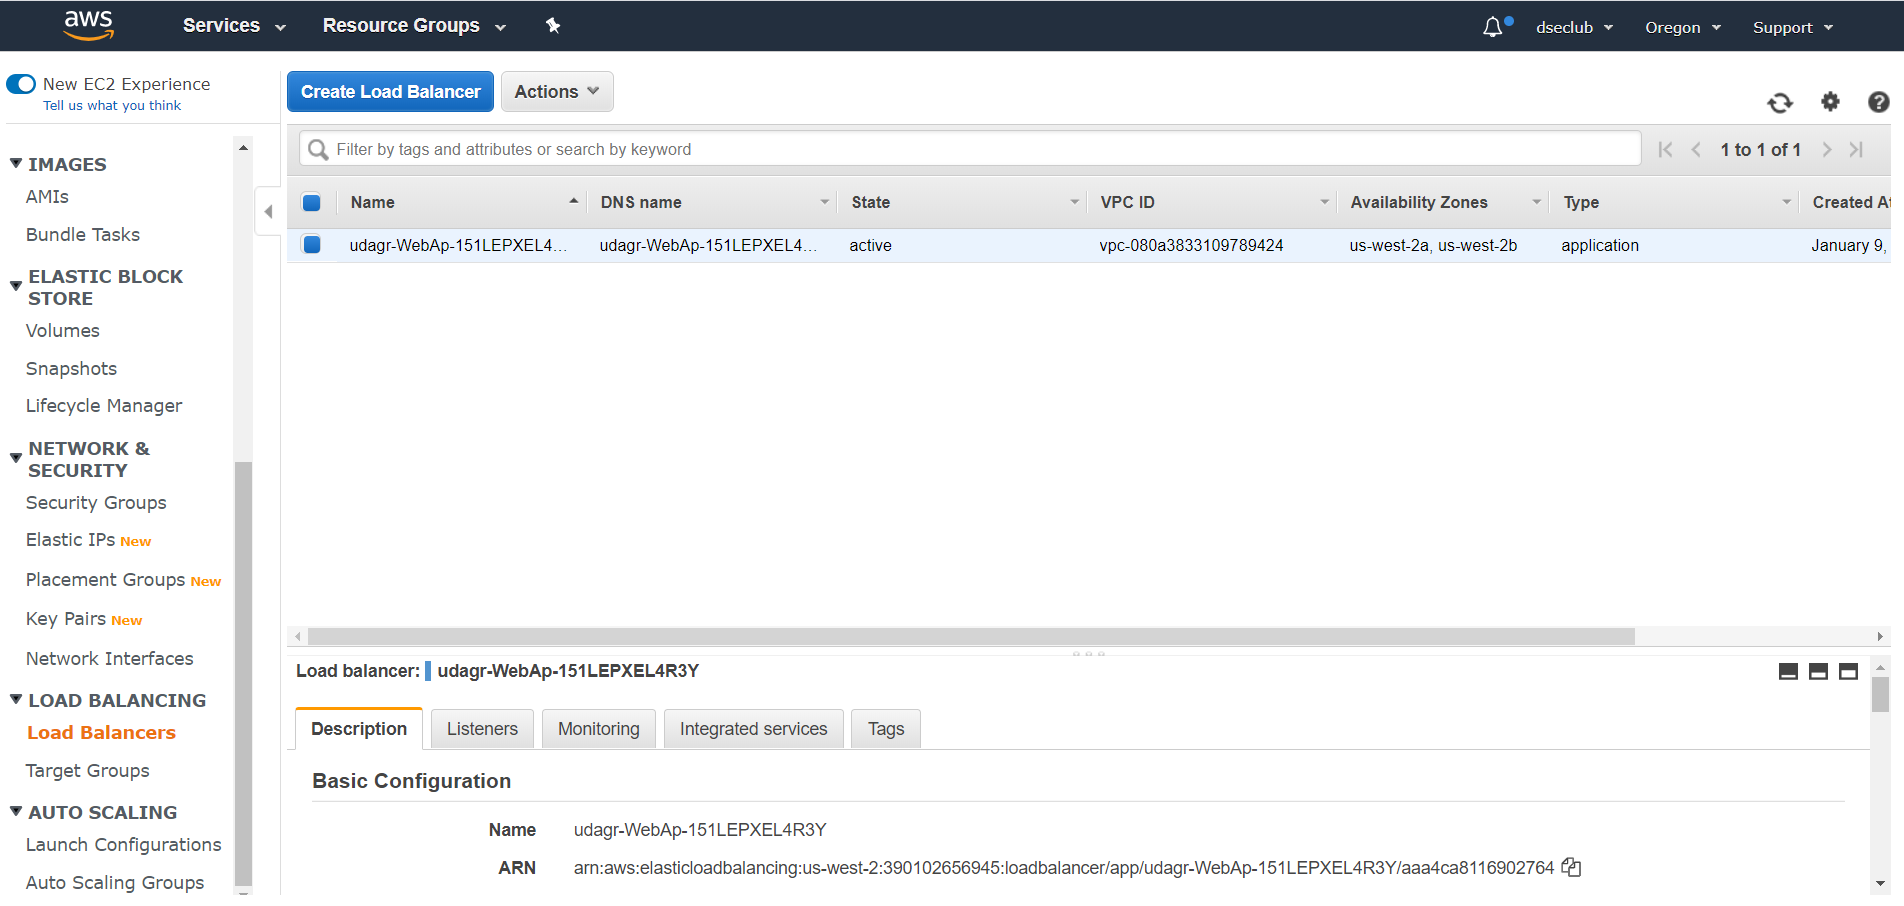 aws Services Resource Groups dseclub Oregon Support
New EC2 Experience
Tell us what you think
IMAGES
AMIs
Bundle Tasks
ELASTIC BLOCK
STORE
Volumes
Snapshots
Lifecycle Manager
NETWORK &
SECURITY
Security Groups
Elastic IPs New
Placement Groups New
Key Pairs New
Network Interfaces
LOAD BALANCING
Load Balancers
Target Groups
AUTO SCALING
Launch Configurations
Auto Scaling Groups
Create Load Balancer Actions
Filter by tags and attributes or search by keyword 1 to 1 of 1
Name DNS name State VPC ID Availability Zones Type Created At
udagr-WebAp-151LEPXEL4... udagr-WebAp-151LEPXEL4... active vpc-080a3833109789424 us-west-2a, us-west-2b application January 9,
Load balancer: udagr-WebAp-151LEPXEL4R3Y
Description Listeners Monitoring Integrated services Tags
Basic Configuration
Name udagr-WebAp-151LEPXEL4R3Y
ARN arn:aws:elasticloadbalancing:us-west-2:390102656945:loadbalancer/app/udagr-WebAp-151LEPXEL4R3Y/aaa4ca8116902764